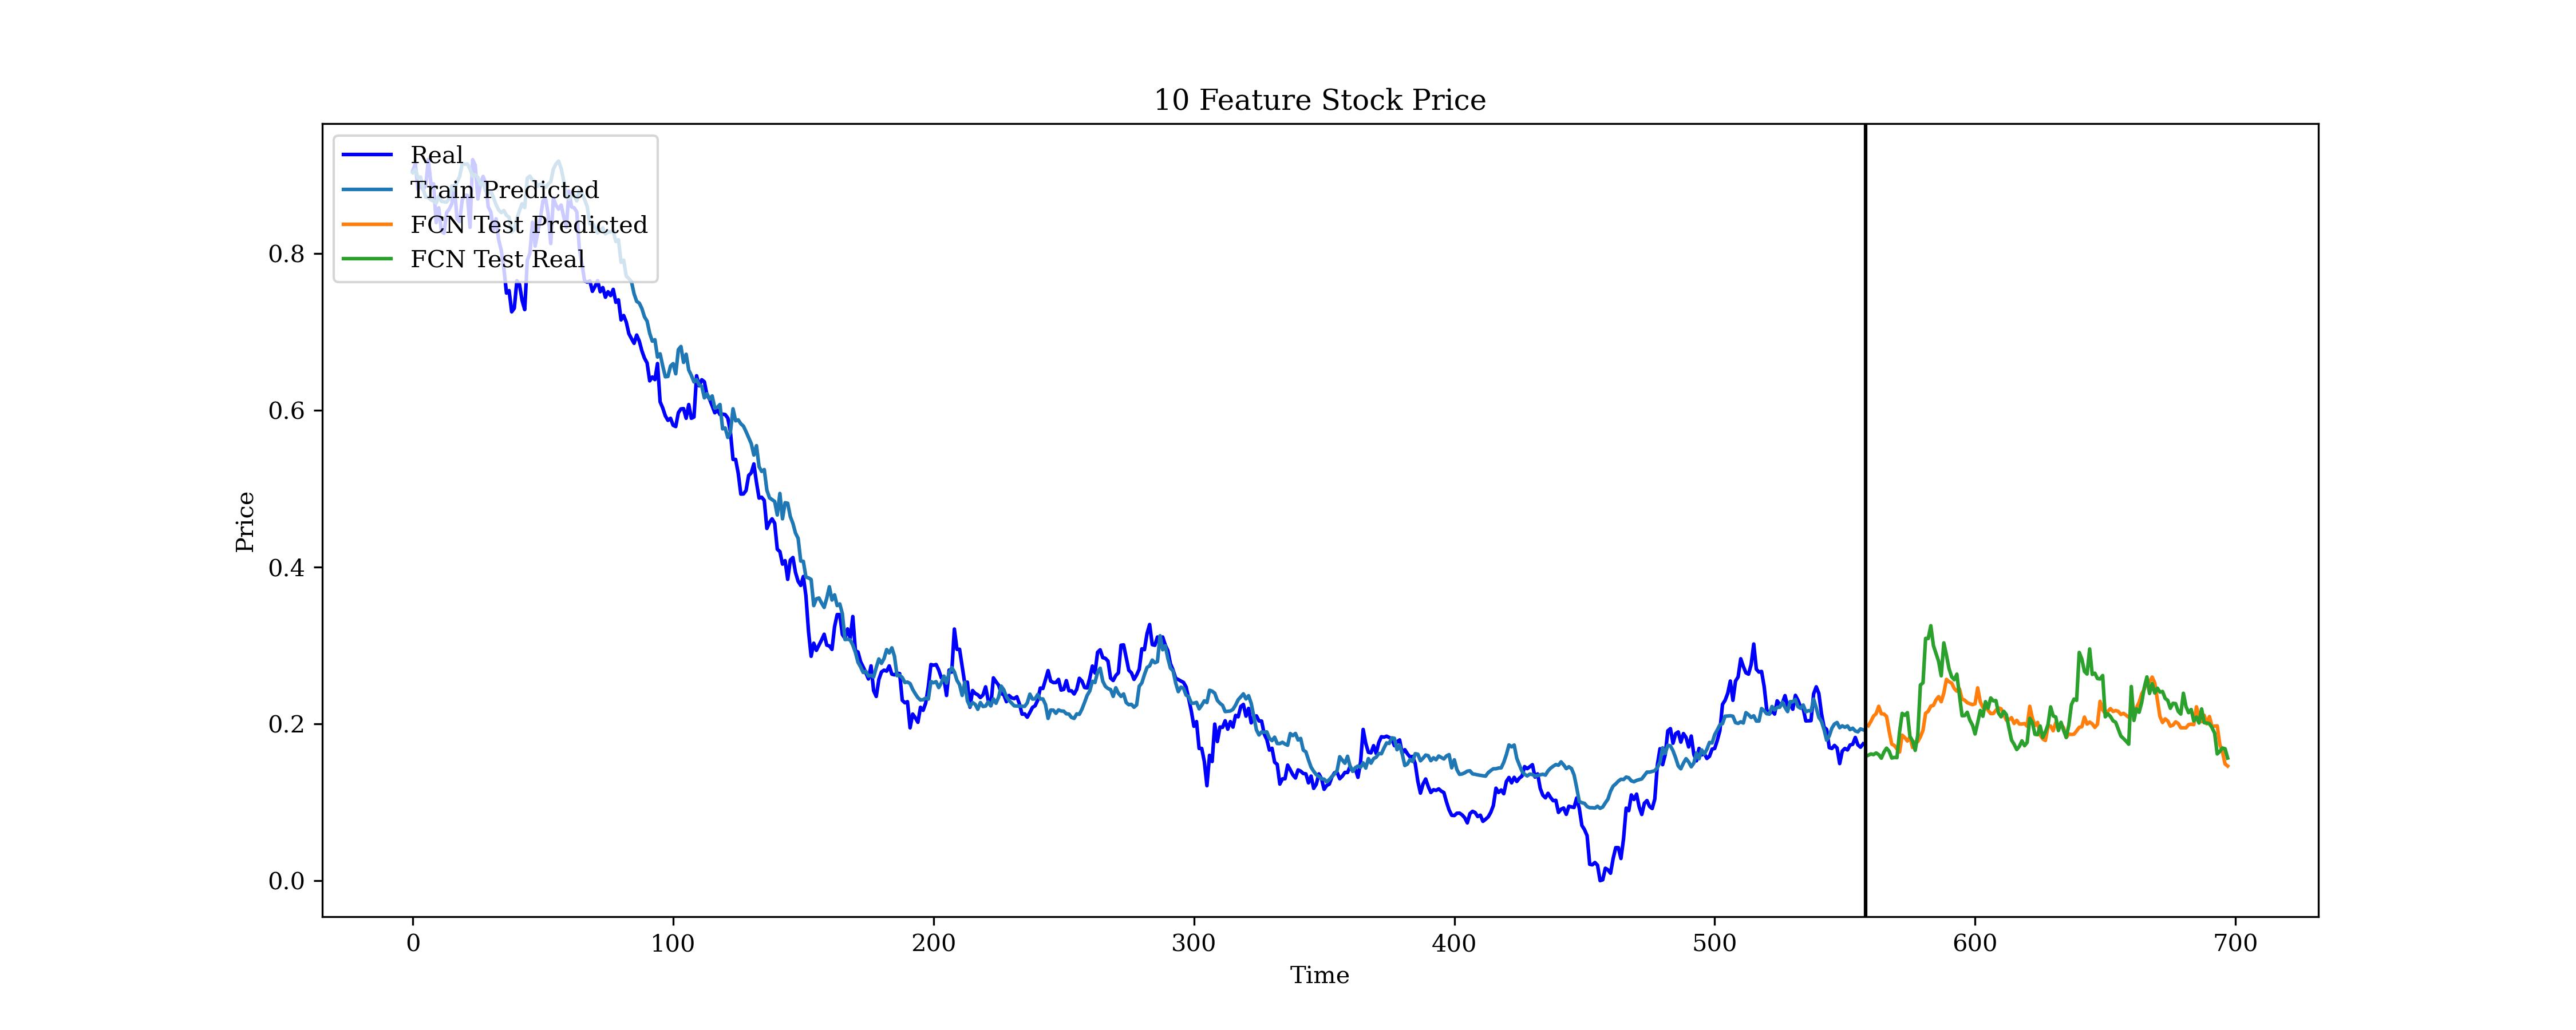 10 Feature Stock Price
Real
Train Predicted
FCN Test Predicted
FCN Test Real
Price
0.8
0.6
0.4
0.2
0.0
0 100 200 300 400 500 600 700
Time